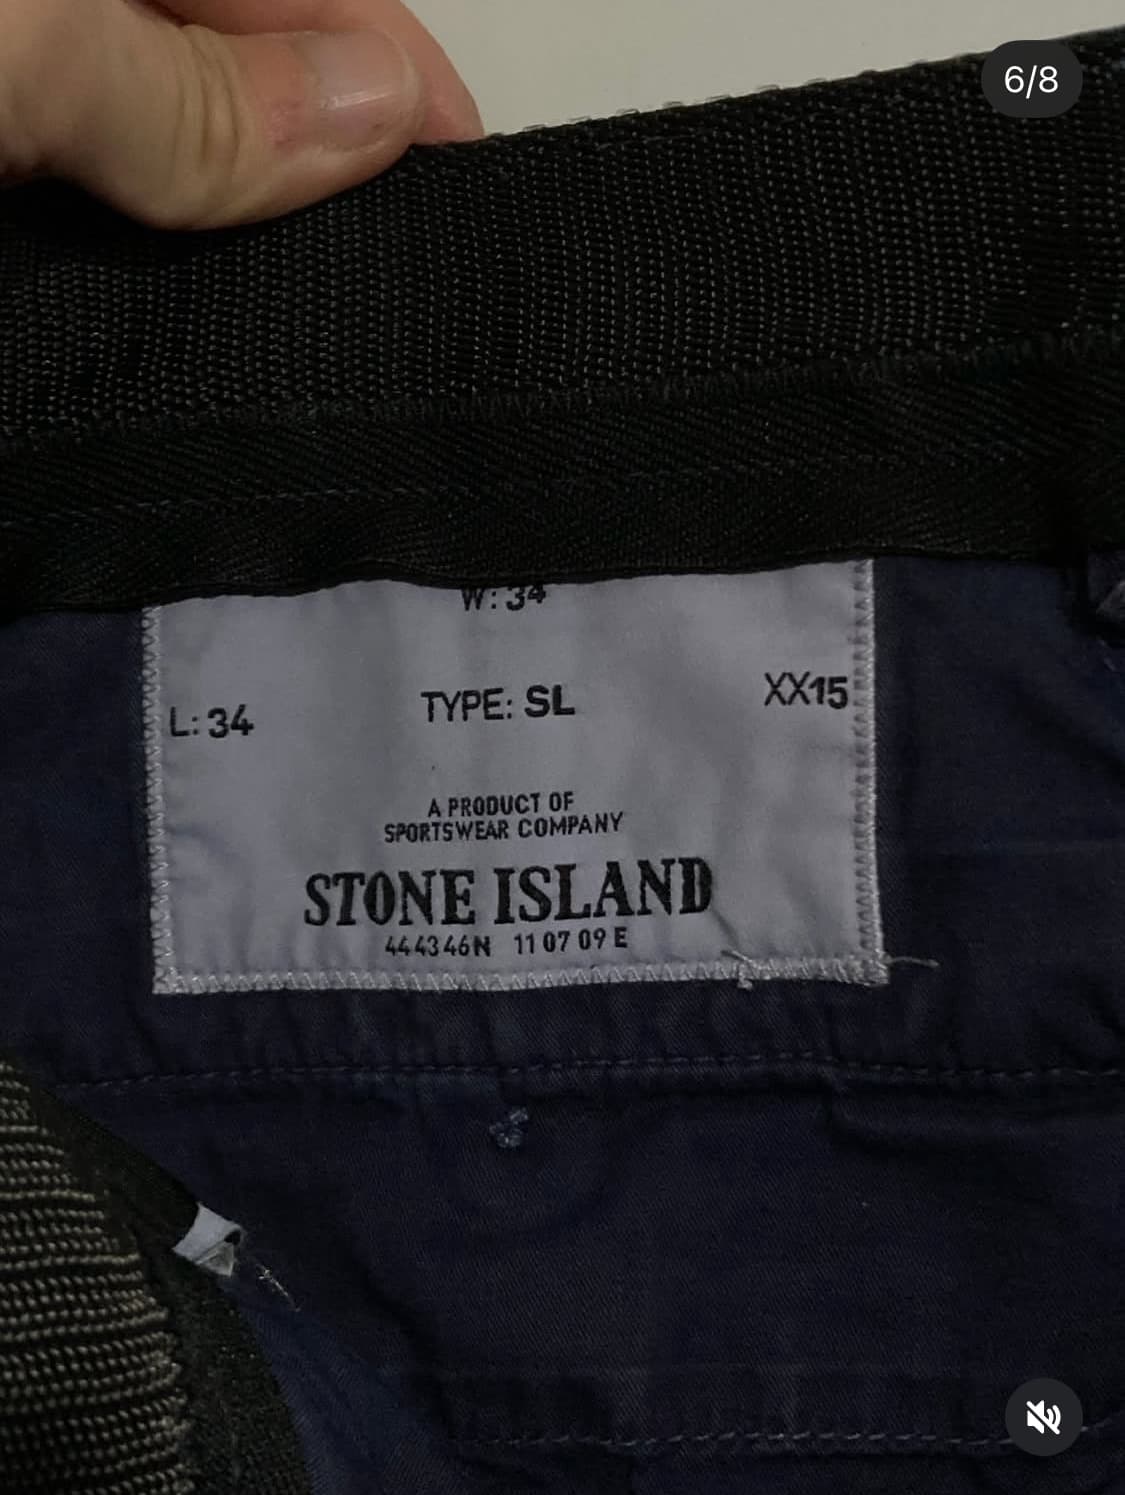 6/8
W: 34
L: 34 TYPE: SL XX15
A PRODUCT OF
SPORTSWEAR COMPANY
STONE ISLAND
444346N 11 07 09 E